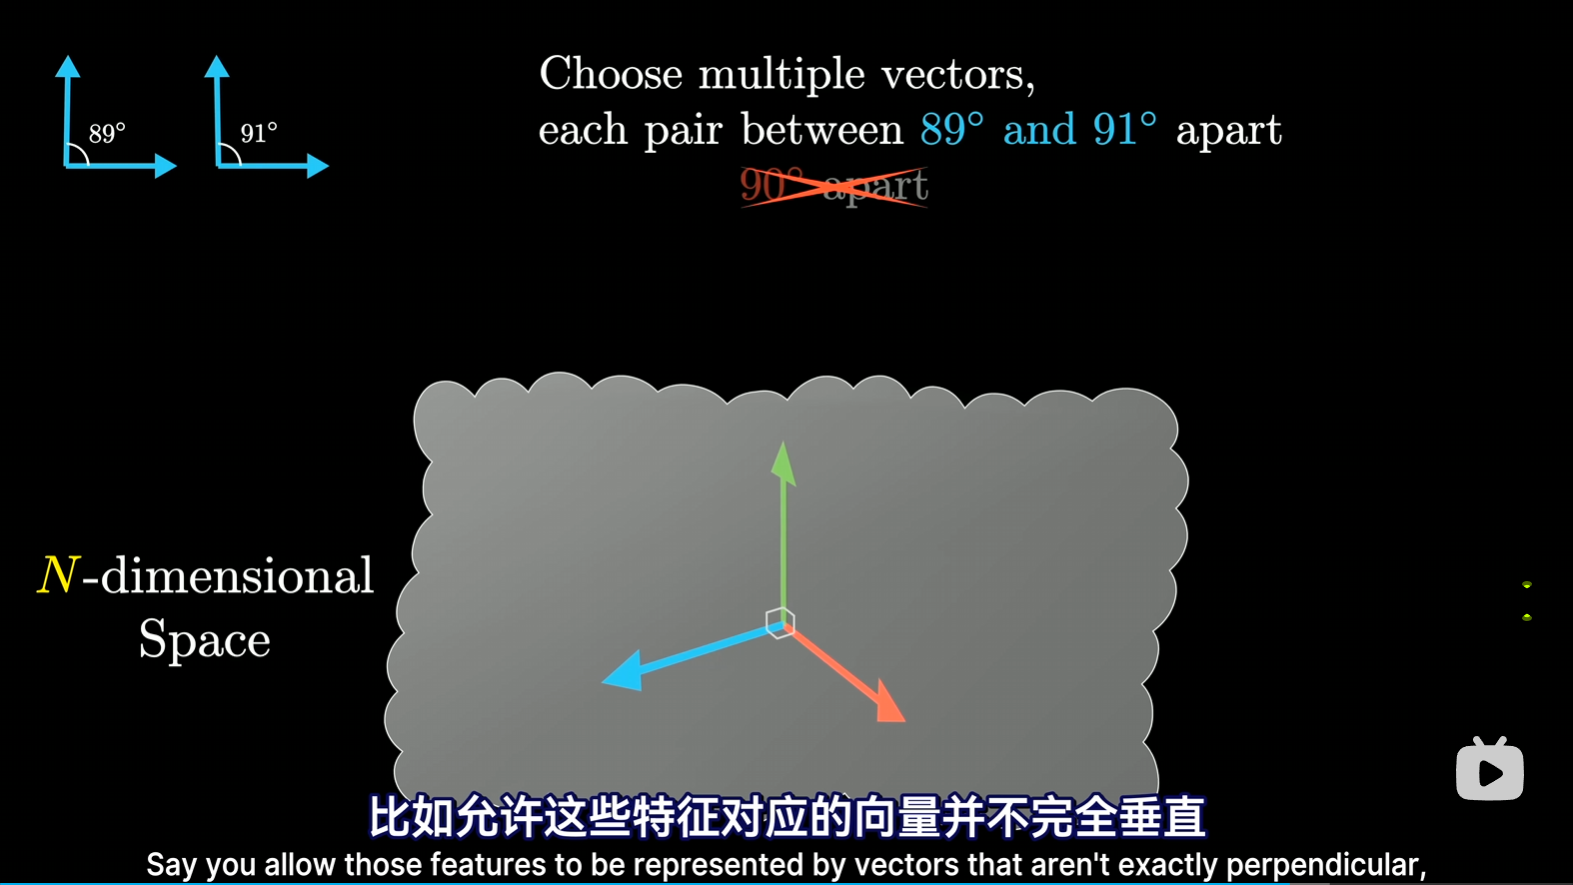 89°
91°
Choose multiple vectors,
each pair between 89° and 91° apart
90° apart
N-dimensional
Space
比如允许这些特征对应的向量并不完全垂直
Say you allow those features to be represented by vectors that aren't exactly perpendicular,